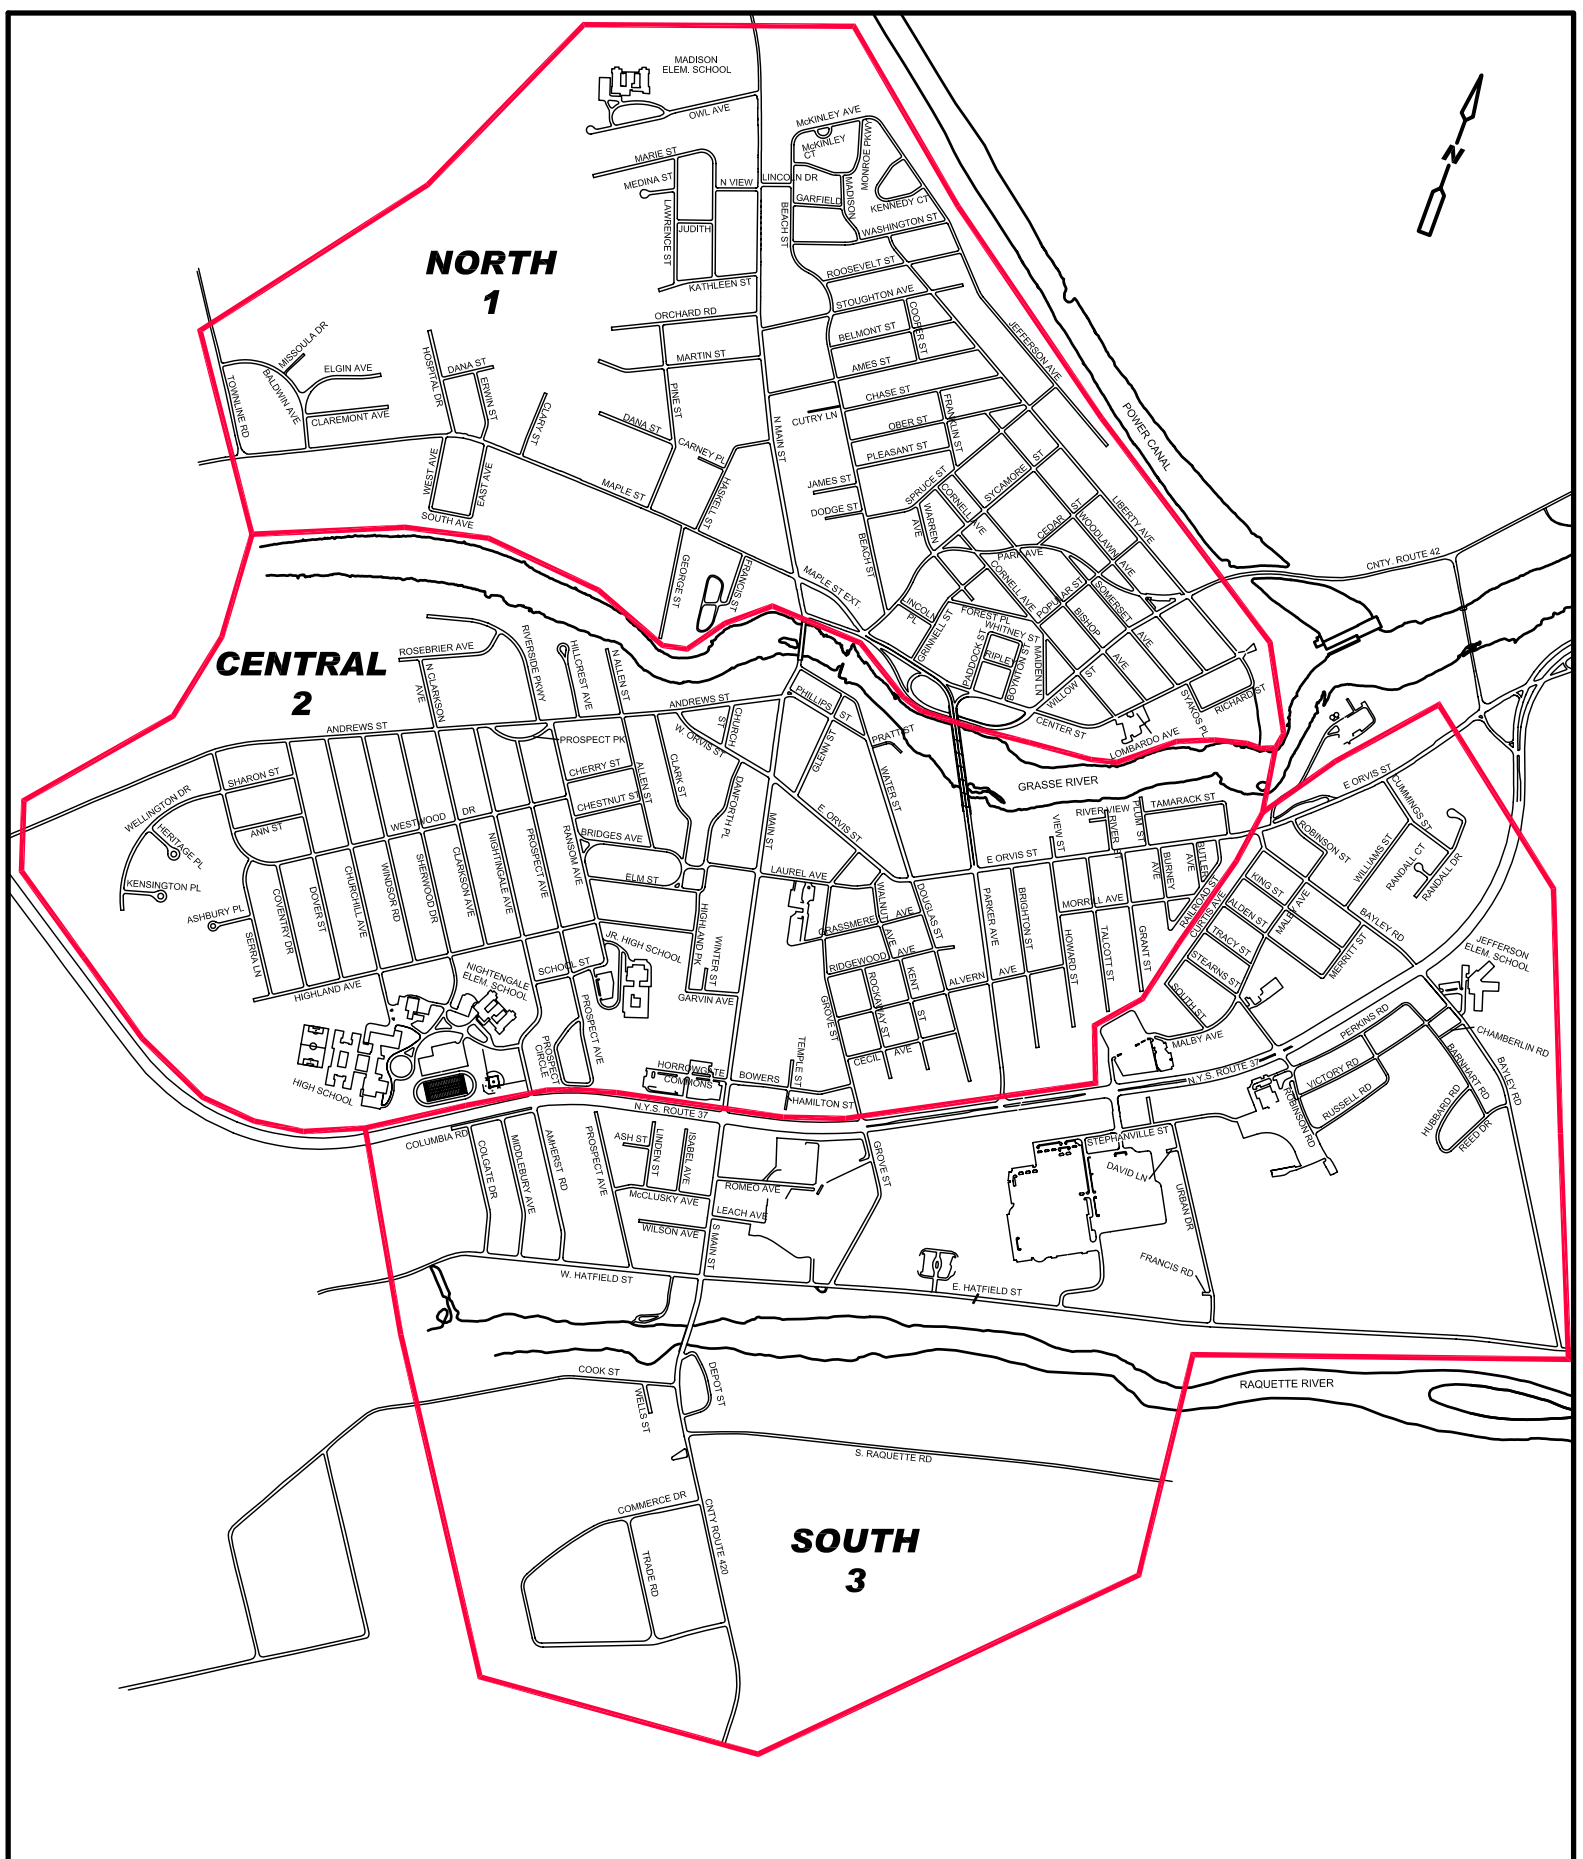 MADISON
ELEM. SCHOOL
OWL AVE
McKINLEY AVE
McKINLEY
CT
MONROE PKWY
MARIE ST
MEDINA ST
N VIEW
LINCOLN DR
MADISON
GARFIELD
KENNEDY CT
LAWRENCE ST
JUDITH
BEACH ST
WASHINGTON ST
N
NORTH
1
KATHLEEN ST
ROOSEVELT ST
STOUGHTON AVE
COOPER ST
ORCHARD RD
BELMONT ST
JEFFERSON AVE
MISSOULA DR
BALDWIN AVE
ELGIN AVE
TOWNLINE RD
CLAREMONT AVE
HOSPITAL DR
DANA ST
ERWIN ST
CLARY ST
MARTIN ST
PINE ST
AMES ST
CHASE ST
CUTRY LN
N MAIN ST
OBER ST
FRANKLIN ST
POWER CANAL
DANA ST
CARNEY PL
PLEASANT ST
WEST AVE
EAST AVE
SOUTH AVE
MAPLE ST
HASKELL ST
JAMES ST
DODGE ST
SPRUCE ST
CORNELL AVE
SYCAMORE ST
WARREN
AVE
CEDAR ST
WOODLAWN AVE
LIBERTY AVE
BEACH ST
PARK AVE
GEORGE ST
FRANCIS ST
MAPLE ST EXT.
CORNELL AVE
POPULAR ST
SOMERSET AVE
BISHOP AVE
LINCOLN
PL
GRINNELL ST
FOREST PL
WHITNEY ST
PADDOCK ST
RIPLEY
BOYNTON ST
MAIDEN LN
WILLOW ST
SYAKOS PL
RICHARD ST
CENTER ST
LOMBARDO AVE
CNTY. ROUTE 42
CENTRAL
2
ROSEBRIER AVE
N CLARKSON
AVE
RIVERSIDE PKWY
HILLCREST AVE
N ALLEN ST
ANDREWS ST
ANDREWS ST
PROSPECT PK
W. ORVIS ST
CHURCH
ST
PHILLIPS ST
GLENN ST
PRATT ST
WATER ST
GRASSE RIVER
SHARON ST
WELLINGTON DR
HERITAGE PL
KENSINGTON PL
ANN ST
WESTWOOD DR
CHERRY ST
CHESTNUT ST
ALLEN ST
CLARK ST
DANFORTH PL
BRIDGES AVE
ELM ST
MAIN ST
E. ORVIS ST
LAUREL AVE
RIVERVIEW
VIEW ST
RIVER ST
PLUM ST
TAMARACK ST
E ORVIS ST
E ORVIS ST
CUMMINGS ST
ROBINSON ST
WILLIAMS ST
RANDALL CT
RANDALL DR
ASHBURY PL
SERRA LN
COVENTRY DR
DOVER ST
CHURCHILL AVE
WINDSOR RD
SHERWOOD DR
CLARKSON AVE
NIGHTINGALE AVE
PROSPECT AVE
RANSOM AVE
HIGHLAND PK
WINTER ST
GRASSMERE AVE
WALNUT AVE
DOUGLAS ST
RIDGEWOOD AVE
PARKER AVE
BRIGHTON ST
MORRILL AVE
BURNEY
AVE
BUTLER
AVE
RAILROAD ST
CURTIS AVE
KING ST
ALDEN ST
MALBY AVE
TRACY ST
STEARNS ST
SOUTH ST
MERRITT ST
BAYLEY RD
HIGHLAND AVE
NIGHTENGALE
ELEM. SCHOOL
SCHOOL ST
JR. HIGH SCHOOL
GARVIN AVE
GROVE ST
ROCKAWAY ST
KENT
ST
ALVERN AVE
HOWARD ST
TALCOTT ST
GRANT ST
JEFFERSON
ELEM. SCHOOL
HIGH SCHOOL
PROSPECT
CIRCLE
PROSPECT AVE
HORROWGATE
COMMONS
BOWERS
TEMPLE ST
CECIL AVE
HAMILTON ST
MALBY AVE
N.Y.S. ROUTE 37
N.Y.S. ROUTE 37
PERKINS RD
VICTORY RD
RUSSELL RD
ROBINSON RD
CHAMBERLIN RD
BARNHART RD
BAYLEY RD
HUBBARD RD
REED DR
COLUMBIA RD
COLGATE DR
MIDDLEBURY AVE
AMHERST RD
PROSPECT AVE
ASH ST
LINDEN ST
ISABEL AVE
McCLUSKY AVE
ROMEO AVE
LEACH AVE
WILSON AVE
S MAIN ST
GROVE ST
STEPHANVILLE ST
DAVID LN
URBAN DR
FRANCIS RD
W. HATFIELD ST
E. HATFIELD ST
COOK ST
WELLS ST
DEPOT ST
RAQUETTE RIVER
S. RAQUETTE RD
COMMERCE DR
TRADE RD
CNTY ROUTE 420
SOUTH
3